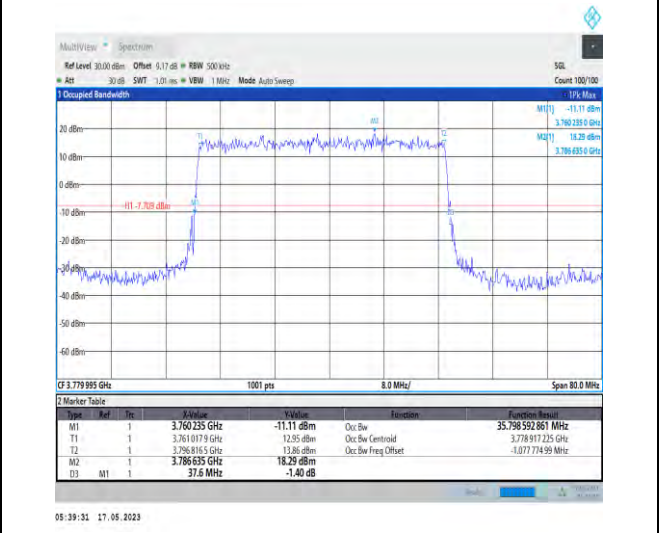 MultiView Spectrum
Ref Level 30.00 dBm Offset 9.17 dB RBW 500 kHz SGL
Att 30 dB SWT 1.01 ms VBW 1 MHz Mode Auto Sweep Count 100/100
1 Occupied Bandwidth 1Pk Max
M1[1] -11.11 dBm
3.760 235 0 GHz
M2[1] 18.29 dBm
3.786 635 0 GHz
M2
20 dBm
T1 T2
10 dBm
0 dBm
H1 -7.709 dBm
M1
-10 dBm
D3
-20 dBm
-30 dBm
-40 dBm
-50 dBm
-60 dBm
CF 3.779 995 GHz 1001 pts 8.0 MHz/ Span 80.0 MHz
2 Marker Table
Type Ref Trc X-Value Y-Value Function Function Result
M1 1 3.760 235 GHz -11.11 dBm Occ Bw 35.798 592 861 MHz
T1 1 3.761 017 9 GHz 12.95 dBm Occ Bw Centroid 3.778 917 225 GHz
T2 1 3.796 816 5 GHz 13.86 dBm Occ Bw Freq Offset -1.077 774 99 MHz
M2 1 3.786 635 GHz 18.29 dBm
D3 M1 1 37.6 MHz -1.40 dB
05:39:31 17.05.2023